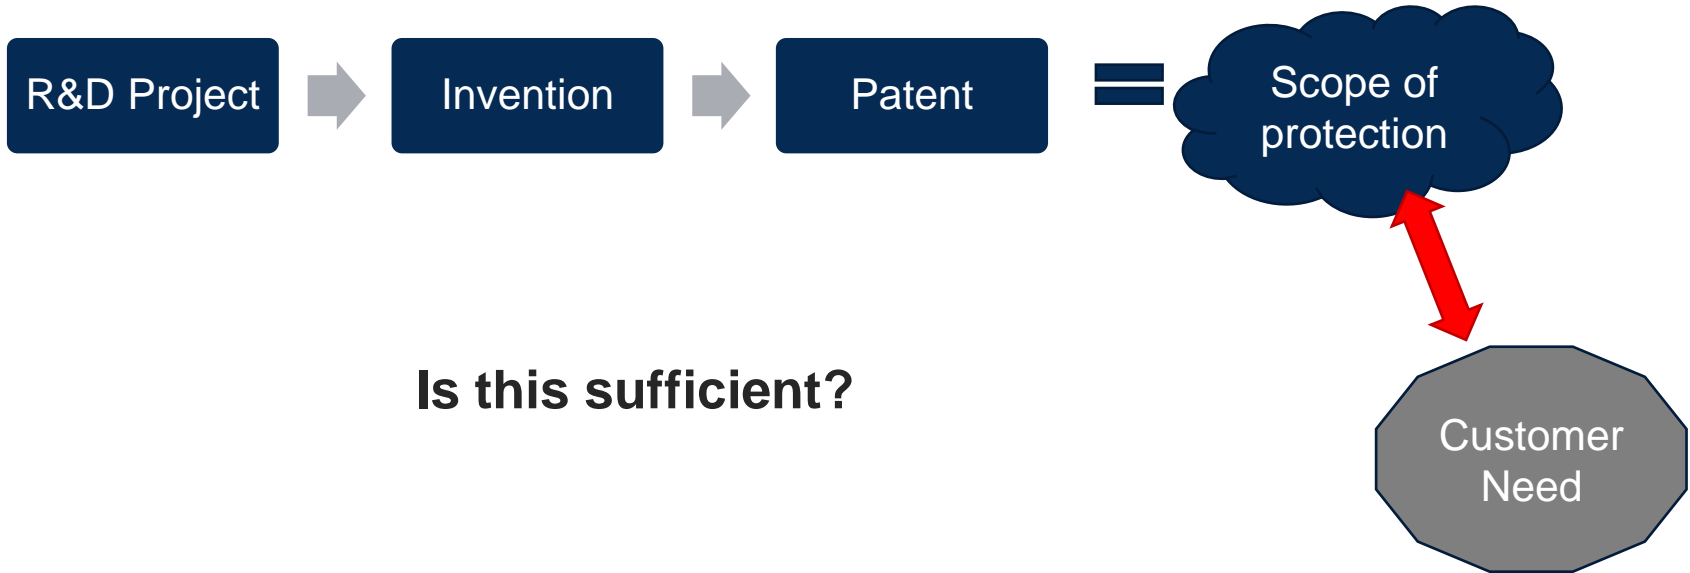 R&D Project
Invention
Patent
Scope of
protection
Is this sufficient?
Customer
Need